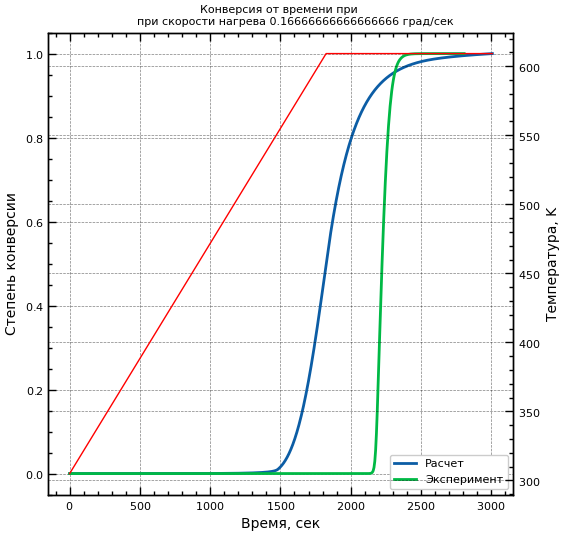 Конверсия от времени при
при скорости нагрева 0.16666666666666666 град/сек
1.0
0.8
0.6
0.4
0.2
0.0
Степень конверсии
600
550
500
450
400
350
300
Температура, K
Расчет
Эксперимент
0 500 1000 1500 2000 2500 3000
Время, сек